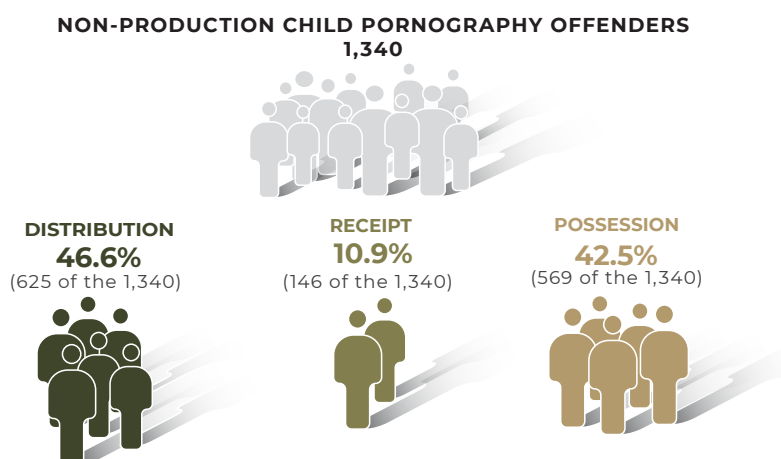 NON-PRODUCTION CHILD PORNOGRAPHY OFFENDERS
1,340
DISTRIBUTION
46.6%
(625 of the 1,340)
RECEIPT
10.9%
(146 of the 1,340)
POSSESSION
42.5%
(569 of the 1,340)